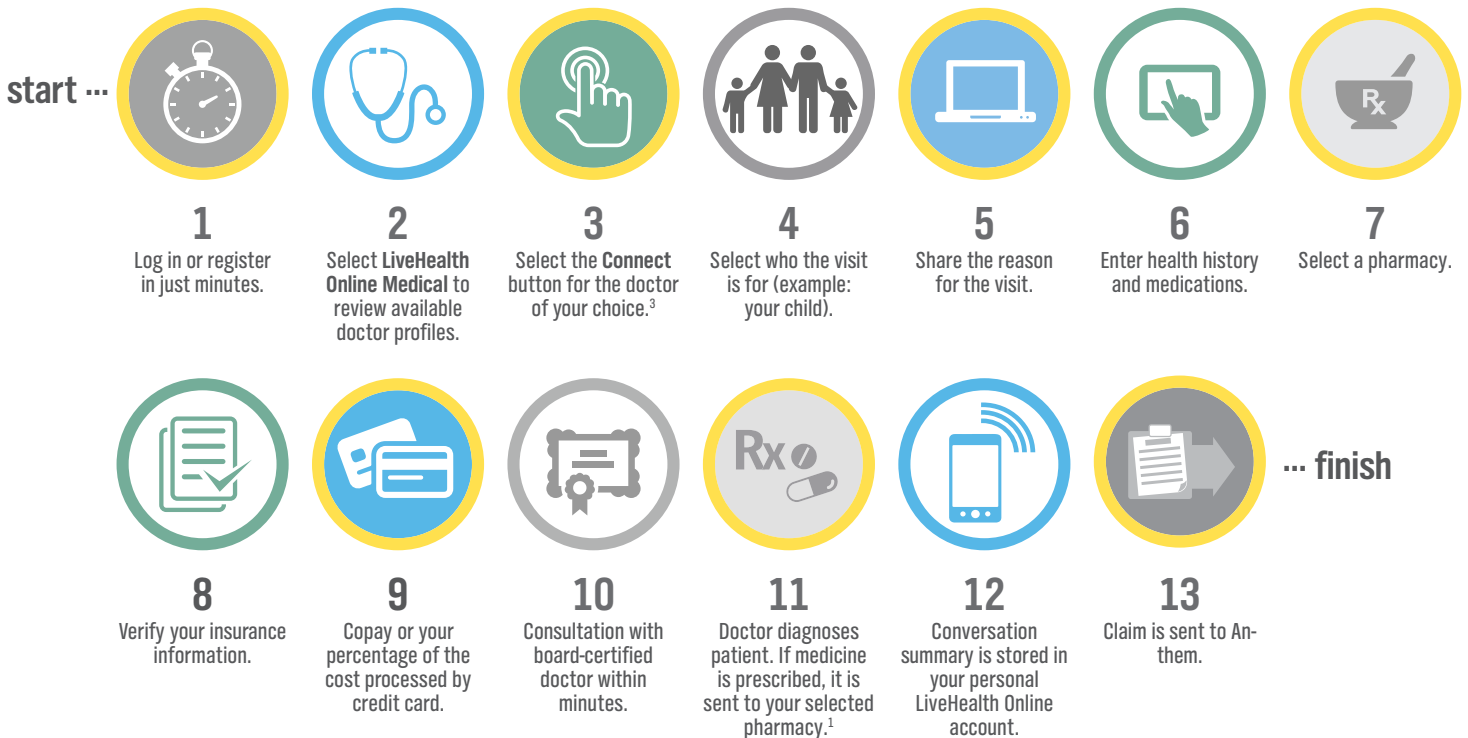 start ...
1
Log in or register
in just minutes.
2
Select LiveHealth
Online Medical to
review available
doctor profiles.
3
Select the Connect
button for the doctor
of your choice.3
4
Select who the visit
is for (example:
your child).
5
Share the reason
for the visit.
6
Enter health history
and medications.
Rx
7
Select a pharmacy.
8
Verify your insurance
information.
9
Copay or your
percentage of the
cost processed by
credit card.
10
Consultation with
board-certified
doctor within
minutes.
Rx
11
Doctor diagnoses
patient. If medicine
is prescribed, it is
sent to your selected
pharmacy.1
12
Conversation
summary is stored in
your personal
LiveHealth Online
account.
13
Claim is sent to An-
them.
... finish